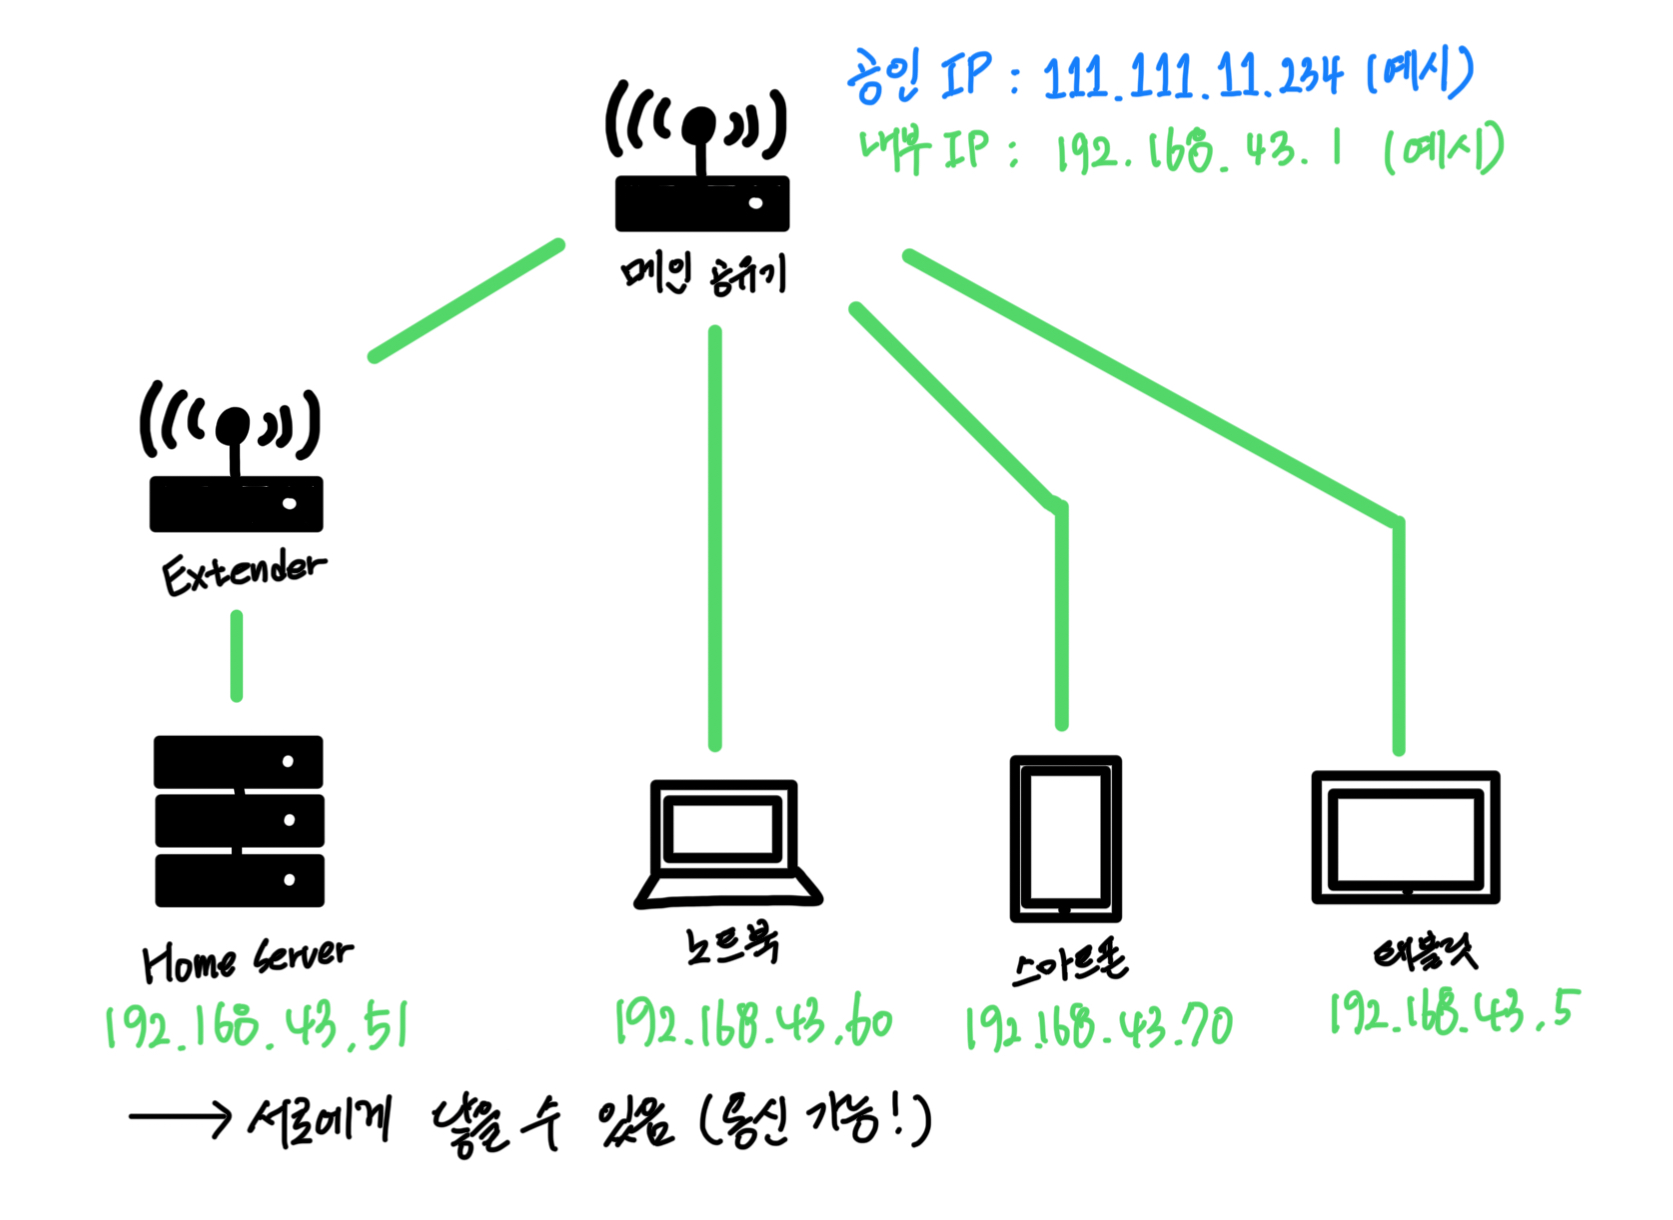 공인 IP : 111.111.11.234 (예시)
내부 IP : 192.168.43.1 (예시)
메인 공유기
Extender
Home Server
노트북
스마트폰
태블릿
192.168.43.51
192.168.43.60
192.168.43.70
192.168.43.5
→ 서로에게 닿을 수 있음 (통신 가능!)